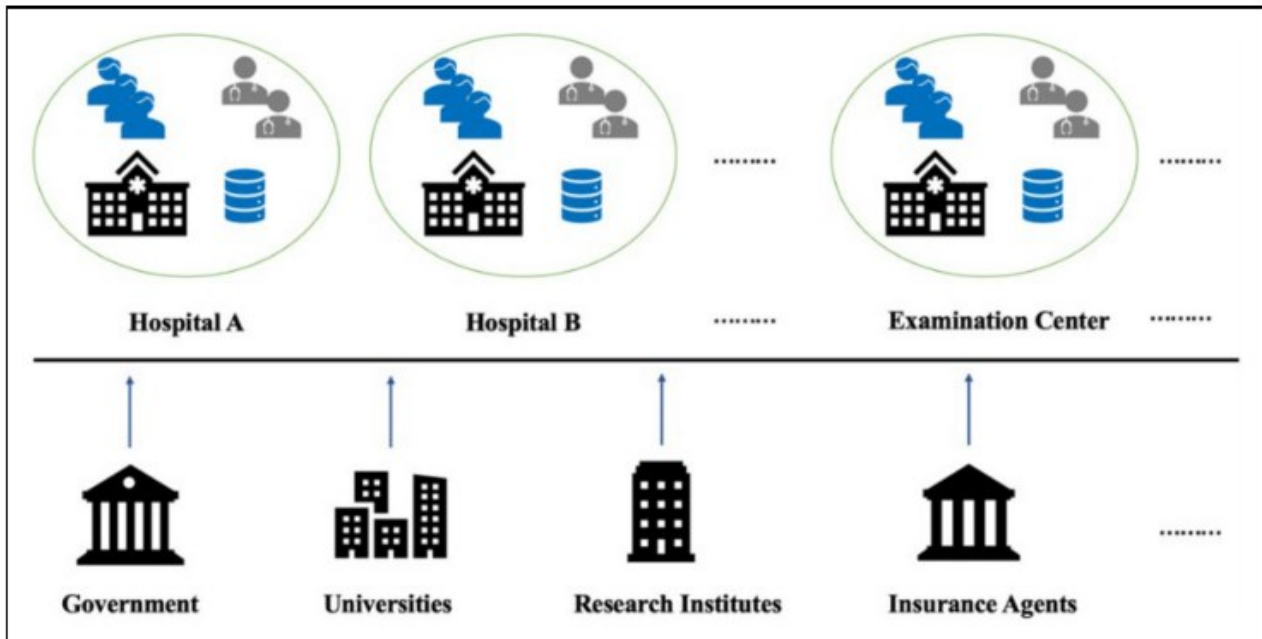 ………
………
Hospital A
Hospital B
………
Examination Center
………
………
Government
Universities
Research Institutes
Insurance Agents